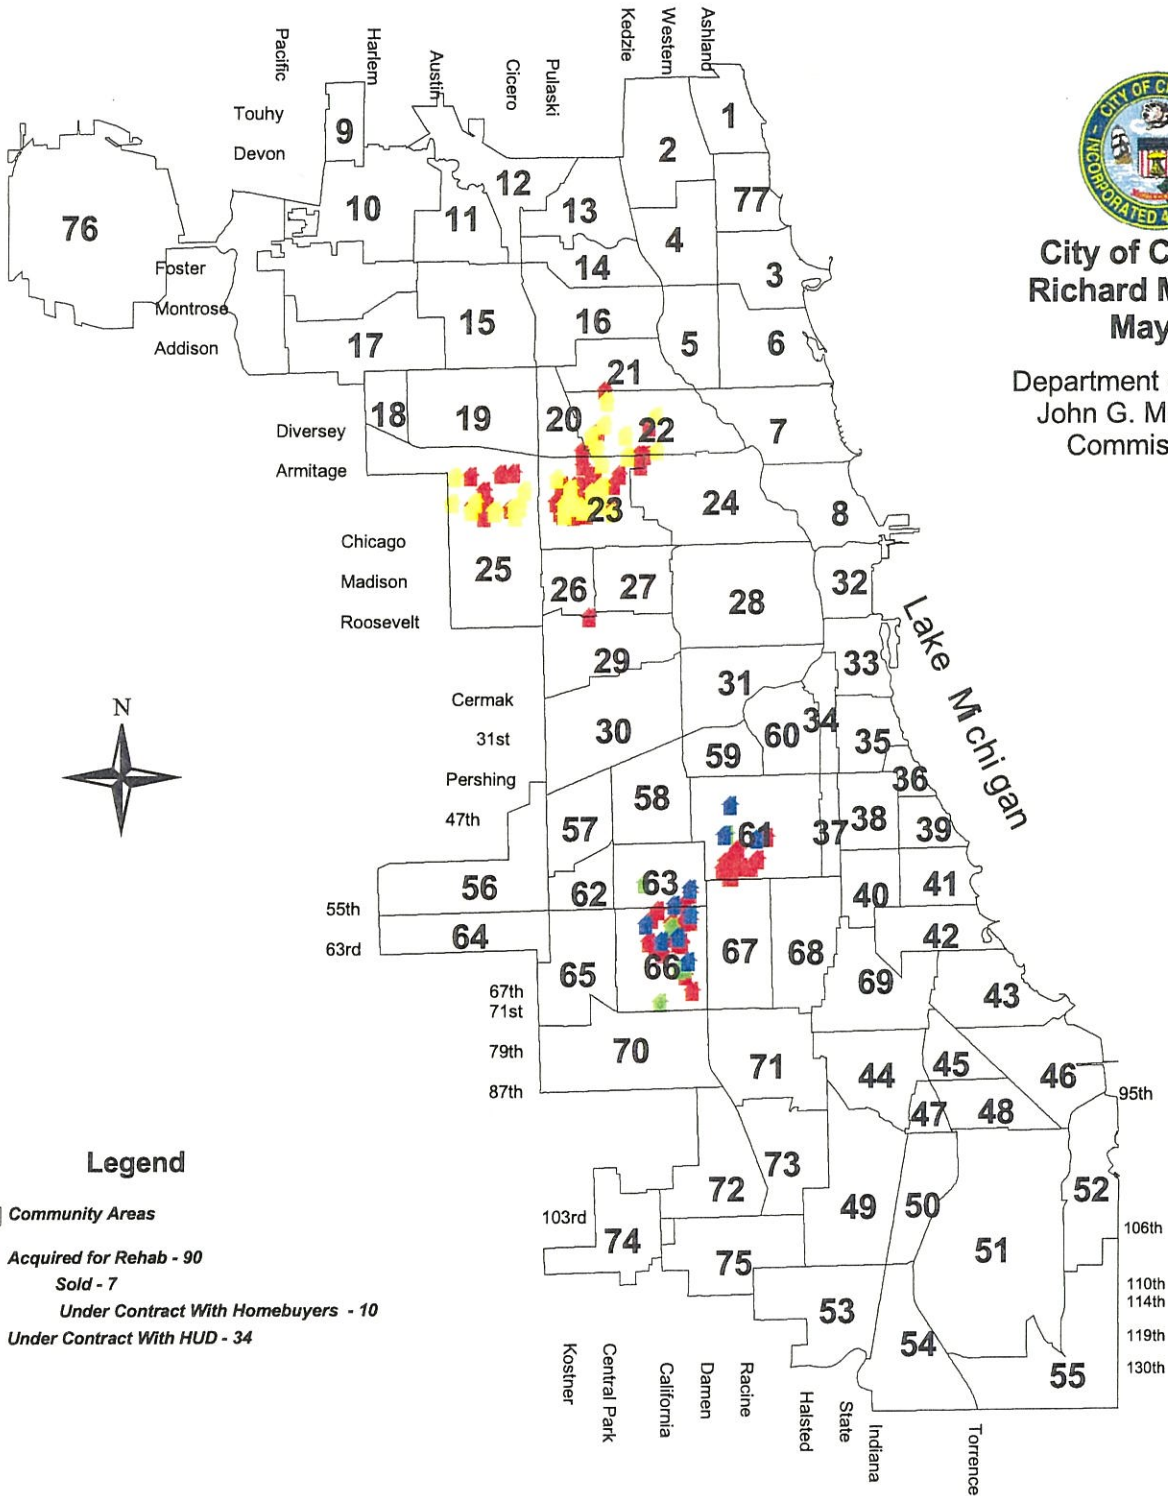 Pacific
Harlem
Austin
Cicero
Pulaski
Kedzie
Western
Ashland
Touhy
Devon
Foster
Montrose
Addison
Diversey
Armitage
Chicago
Madison
Roosevelt
Cermak
31st
Pershing
47th
55th
63rd
67th
71st
79th
87th
103rd
9
1
2
12
77
10
11
13
76
4
14
3
15
16
17
5
6
21
18
19
20
22
7
23
24
8
25
26
27
28
32
29
33
31
34
30
60
35
59
36
58
57
61
37
38
39
56
62
63
40
41
64
66
67
68
42
65
69
43
70
71
44
45
46
47
48
73
72
49
50
52
74
75
51
53
54
55
Lake Michigan
N
95th
106th
110th
114th
119th
130th
Kostner
Central Park
California
Damen
Racine
Halsted
State
Indiana
Torrence
CITY OF C
INCORPORATED 4
City of C
Richard M
May
Department
John G. M
Commis
Legend
Community Areas
Acquired for Rehab - 90
Sold - 7
Under Contract With Homebuyers - 10
Under Contract With HUD - 34